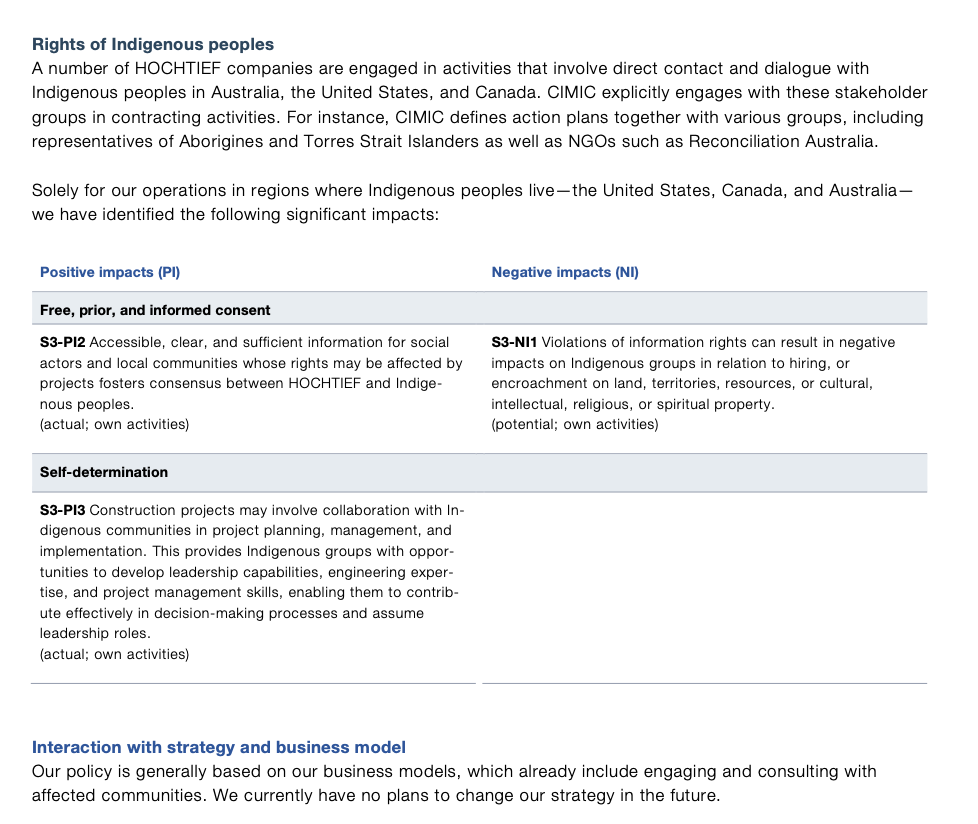 Rights of Indigenous peoples
A number of HOCHTIEF companies are engaged in activities that involve direct contact and dialogue with
Indigenous peoples in Australia, the United States, and Canada. CIMIC explicitly engages with these stakeholder
groups in contracting activities. For instance, CIMIC defines action plans together with various groups, including
representatives of Aborigines and Torres Strait Islanders as well as NGOs such as Reconciliation Australia.
Solely for our operations in regions where Indigenous peoples live—the United States, Canada, and Australia—
we have identified the following significant impacts:
Positive impacts (PI)
Negative impacts (NI)
Free, prior, and informed consent
S3-PI2 Accessible, clear, and sufficient information for social
actors and local communities whose rights may be affected by
projects fosters consensus between HOCHTIEF and Indige-
nous peoples.
(actual; own activities)
S3-NI1 Violations of information rights can result in negative
impacts on Indigenous groups in relation to hiring, or
encroachment on land, territories, resources, or cultural,
intellectual, religious, or spiritual property.
(potential; own activities)
Self-determination
S3-PI3 Construction projects may involve collaboration with In-
digenous communities in project planning, management, and
implementation. This provides Indigenous groups with oppor-
tunities to develop leadership capabilities, engineering exper-
tise, and project management skills, enabling them to contrib-
ute effectively in decision-making processes and assume
leadership roles.
(actual; own activities)
Interaction with strategy and business model
Our policy is generally based on our business models, which already include engaging and consulting with
affected communities. We currently have no plans to change our strategy in the future.